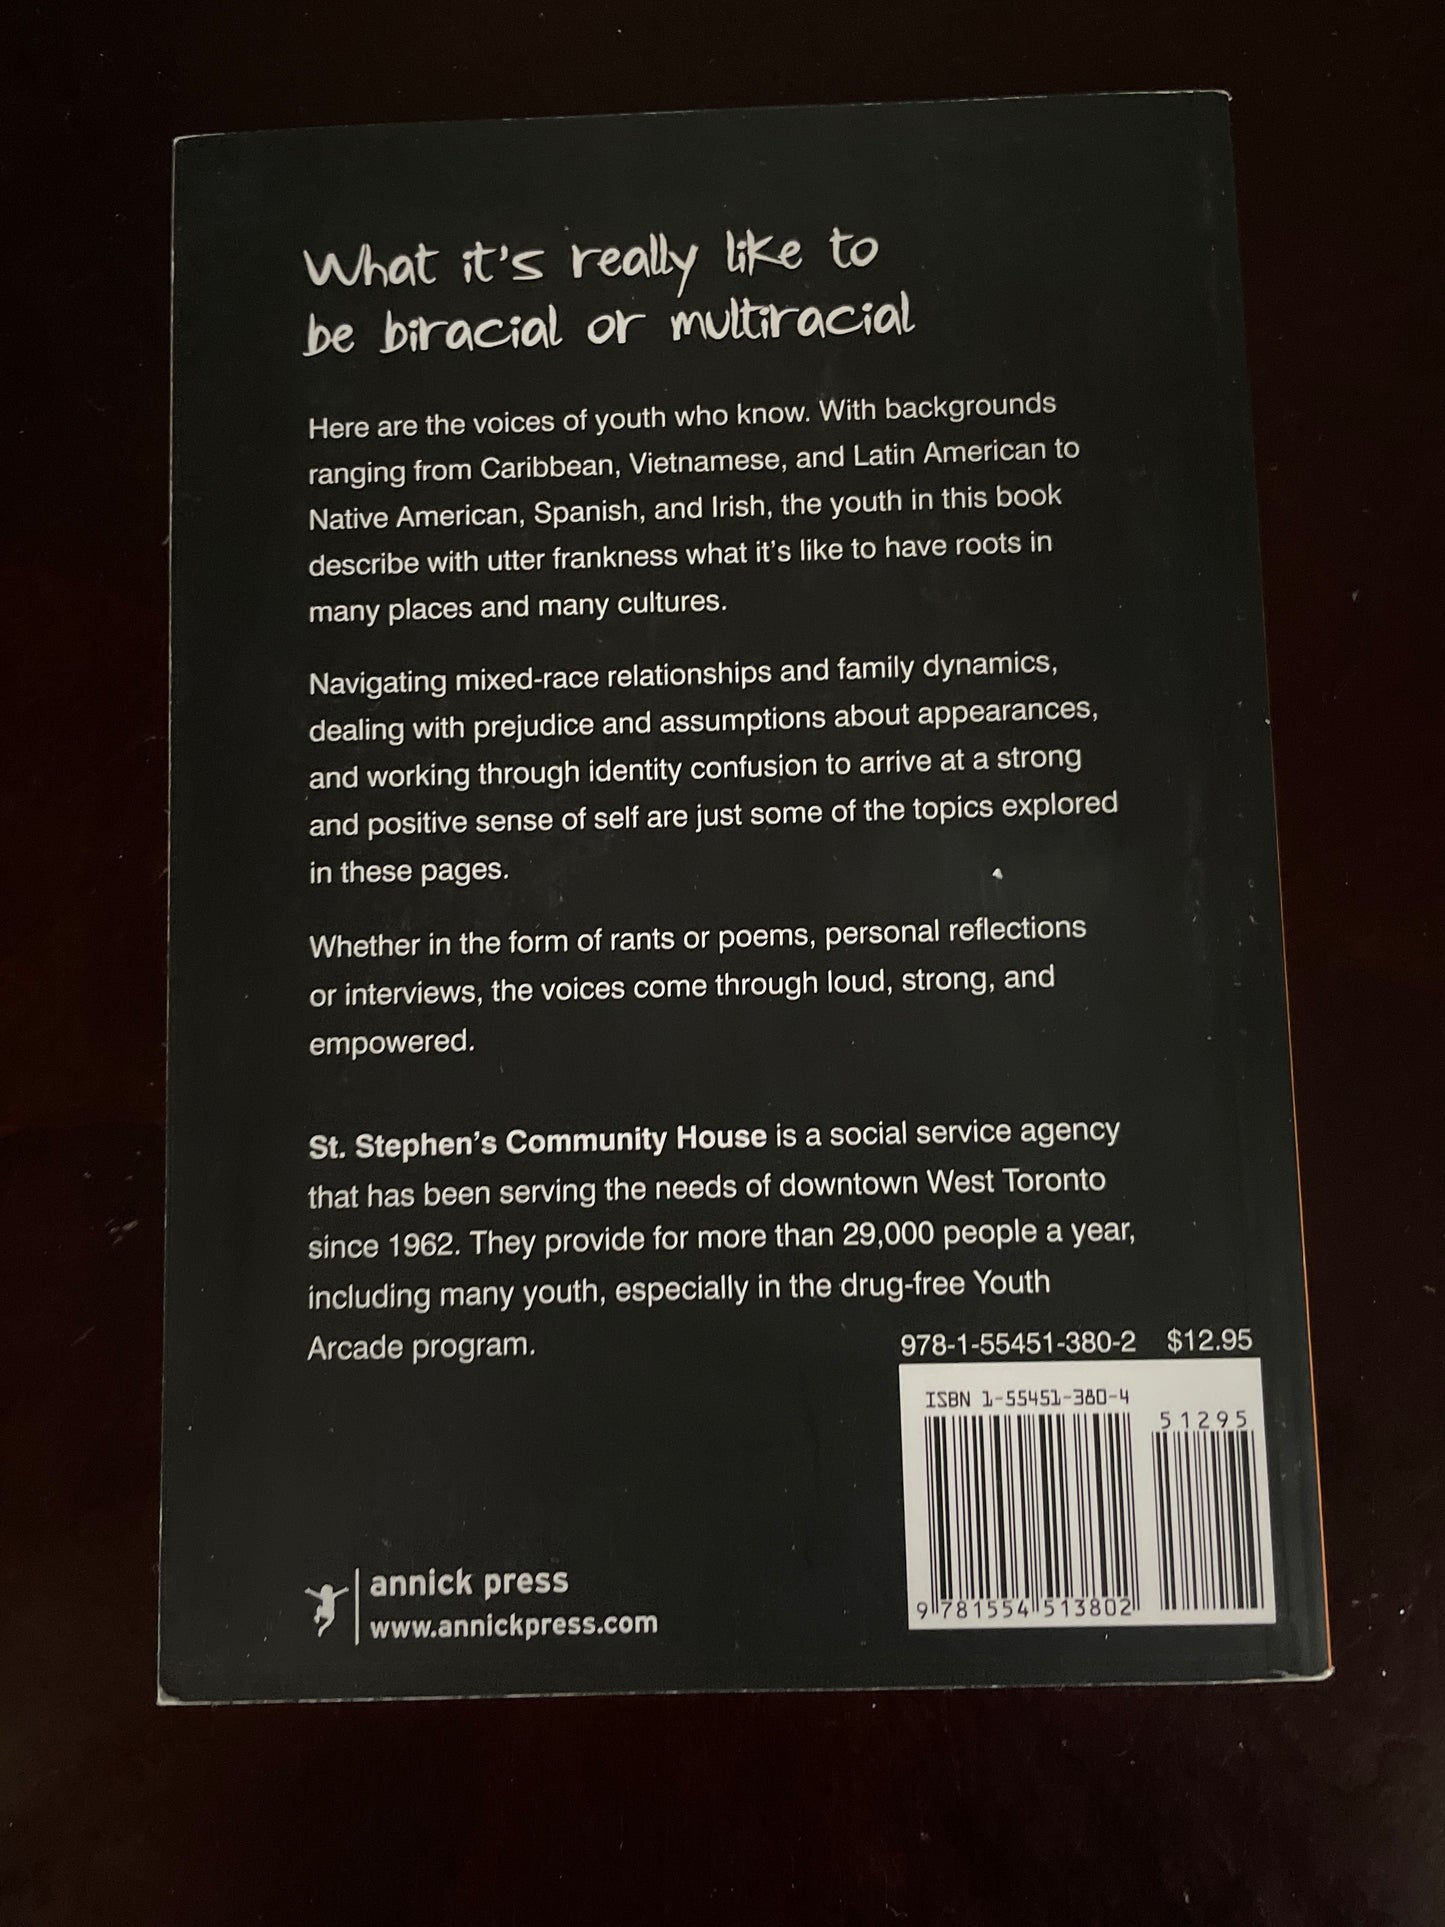 What it's really like to
be biracial or multiracial
Here are the voices of youth who know. With backgrounds
ranging from Caribbean, Vietnamese, and Latin American to
Native American, Spanish, and Irish, the youth in this book
describe with utter frankness what it's like to have roots in
many places and many cultures.
Navigating mixed-race relationships and family dynamics,
dealing with prejudice and assumptions about appearances,
and working through identity confusion to arrive at a strong
and positive sense of self are just some of the topics explored
in these pages.
Whether in the form of rants or poems, personal reflections
or interviews, the voices come through loud, strong, and
empowered.
St. Stephen's Community House is a social service agency
that has been serving the needs of downtown West Toronto
since 1962. They provide for more than 29,000 people a year,
including many youth, especially in the drug-free Youth
Arcade program.
978-1-55451-380-2 $12.95
ISBN 1-55451-380-4
51295
9 781554 513802
annick press
www.annickpress.com